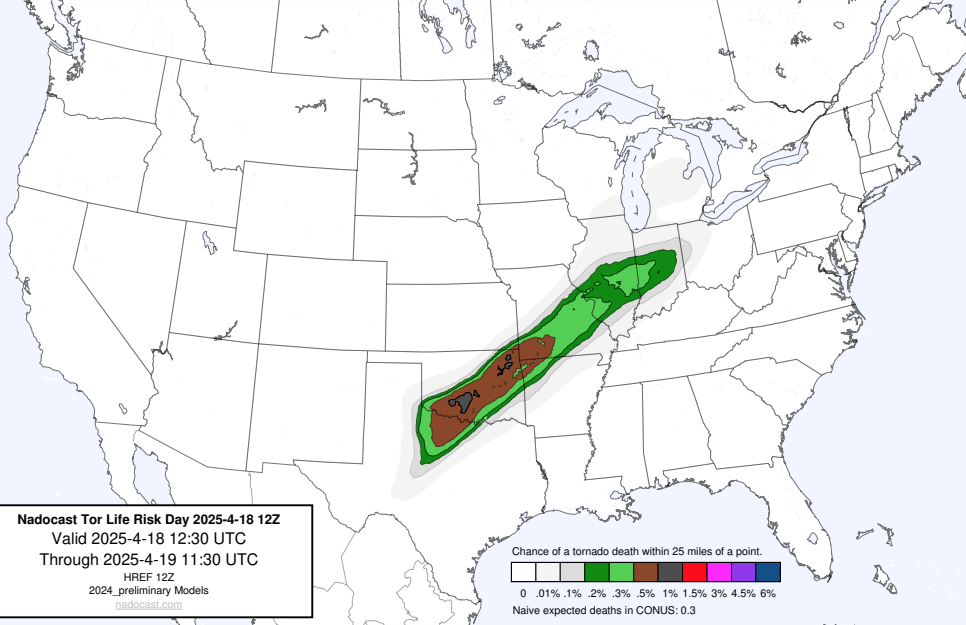 Nadocast Tor Life Risk Day 2025-4-18 12Z
Valid 2025-4-18 12:30 UTC
Through 2025-4-19 11:30 UTC
HREF 12Z
2024_preliminary Models
nadocast.com
Chance of a tornado death within 25 miles of a point.
0 .01% .1% .2% .3% .5% 1% 1.5% 3% 4.5% 6%
Naive expected deaths in CONUS: 0.3